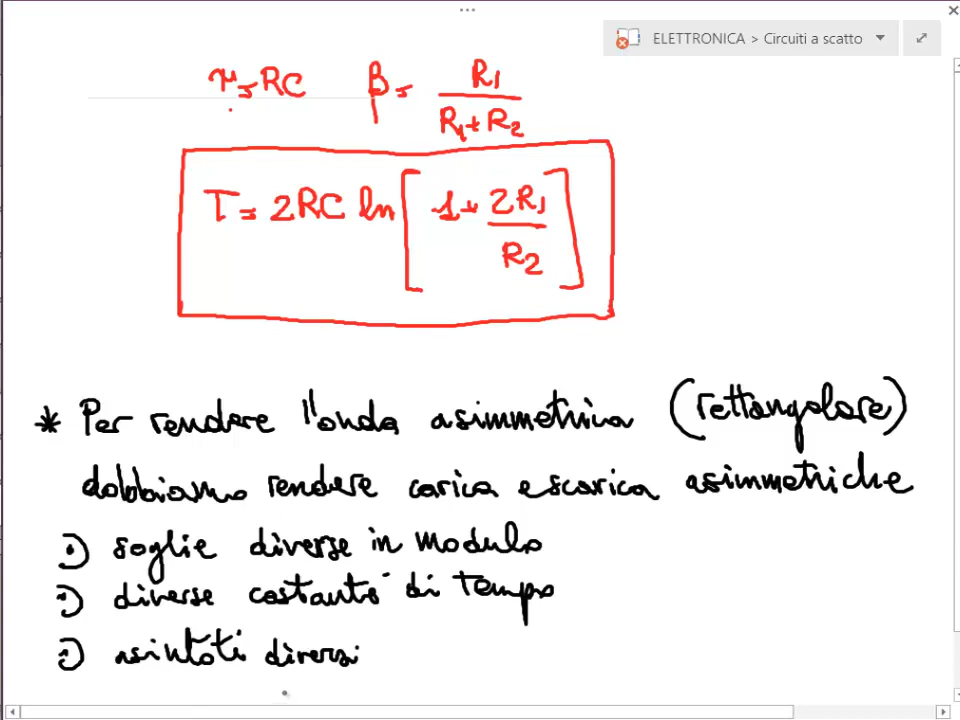 ELETTRONICA > Circuiti a scatto
τ=RC β= R1/(R1+R2)
T= 2RC ln[1+ 2R1/R2]
* Per rendere l'onda asimmetrica (rettangolare)
dobbiamo rendere carica e scarica asimmetriche
·) soglie diverse in modulo
·) diverse costanti di tempo
·) asintoti diversi